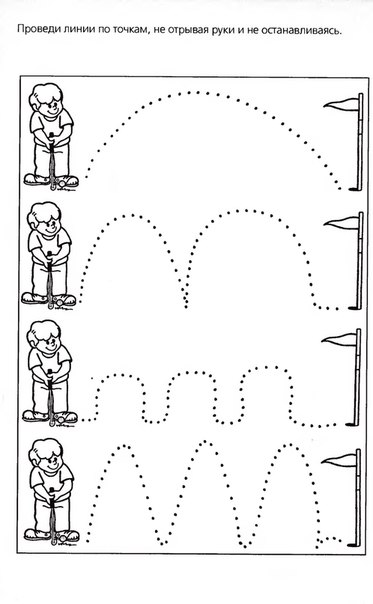 Проведи линии по точкам, не отрывая руки и не останавливаясь.